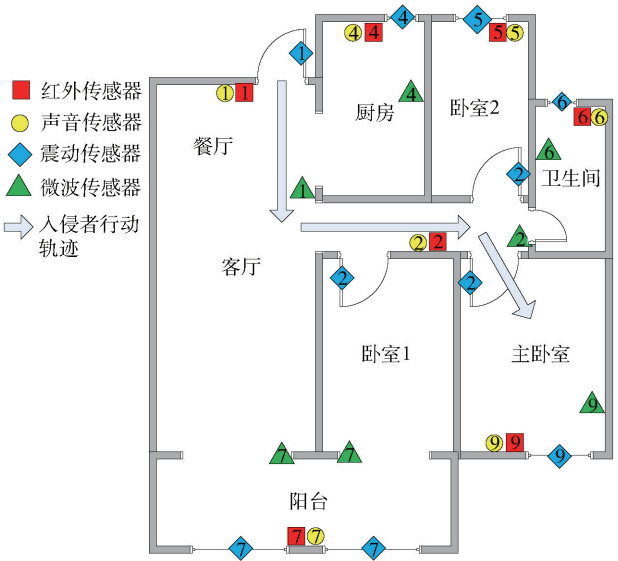 4
5
4 4
5 5
1
红外传感器
1 1
4
6
声音传感器
厨房
卧室2
6 6
餐厅
震动传感器
6
2
卫生间
微波传感器
1
入侵者行动
轨迹
2 2
2
客厅
2
2
卧室1
主卧室
9
9 9
7
7
9
阳台
7 7
7
7